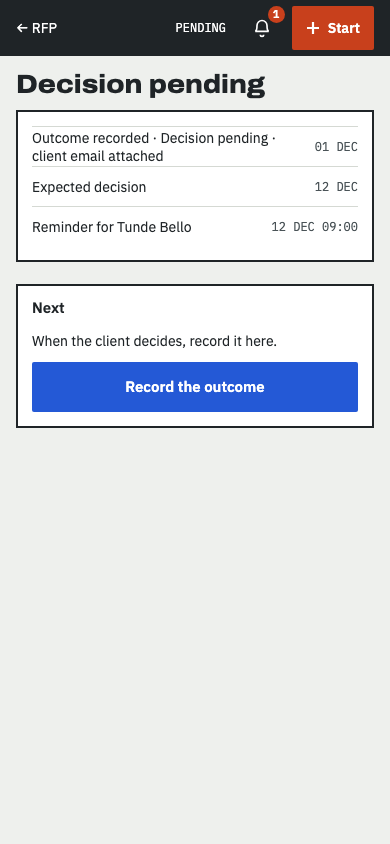 ← RFP
PENDING
1
+ Start
Decision pending
Outcome recorded · Decision pending ·
client email attached
01 DEC
Expected decision
12 DEC
Reminder for Tunde Bello
12 DEC 09:00
Next
When the client decides, record it here.
Record the outcome